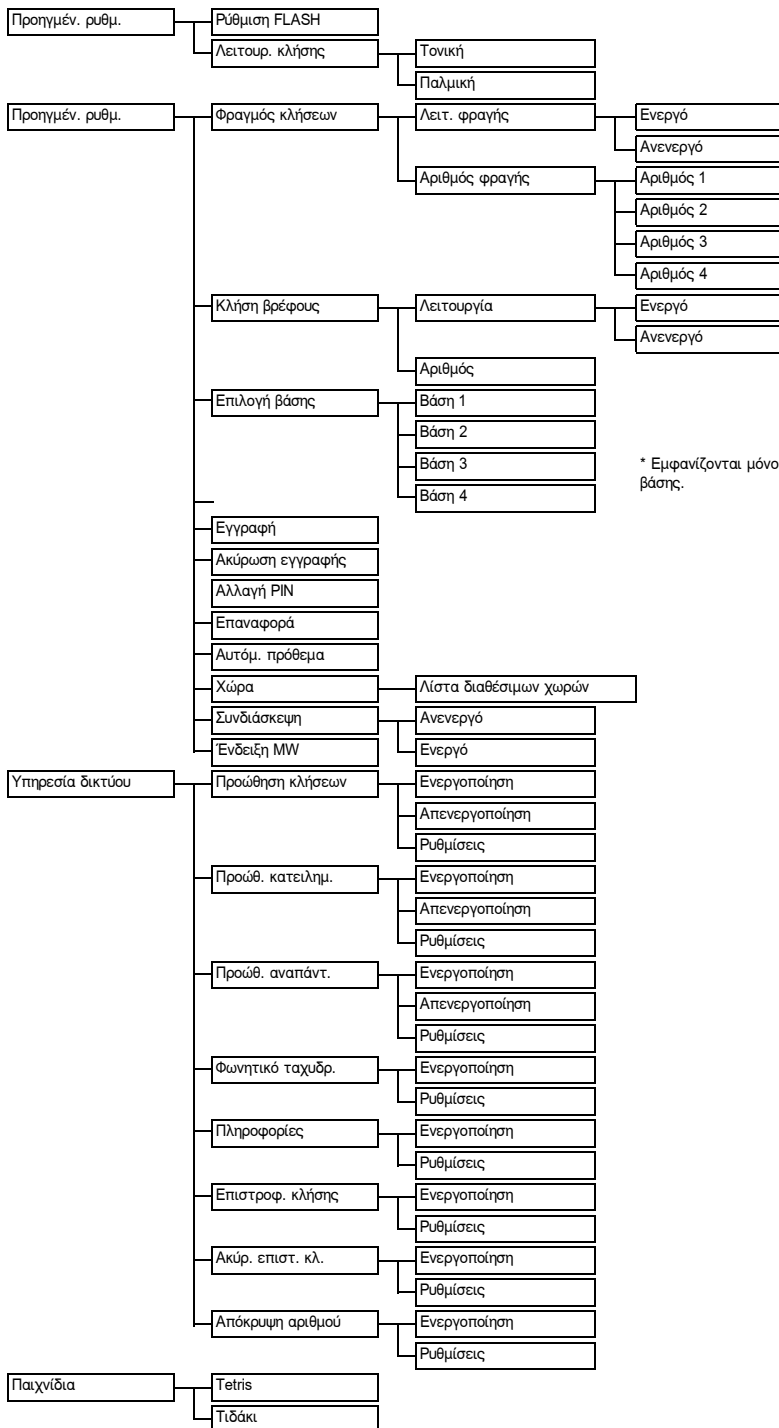 Προηγμέν. ρυθμ.
Ρύθμιση FLASH
Λειτουρ. κλήσης
Τονική
Παλμική
Προηγμέν. ρυθμ.
Φραγμός κλήσεων
Λειτ. φραγής
Ενεργό
Ανενεργό
Αριθμός φραγής
Αριθμός 1
Αριθμός 2
Αριθμός 3
Αριθμός 4
Κλήση βρέφους
Λειτουργία
Ενεργό
Ανενεργό
Αριθμός
Επιλογή βάσης
Βάση 1
Βάση 2
Βάση 3
Βάση 4
* Εμφανίζονται μόνο
βάσης.
Εγγραφή
Ακύρωση εγγραφής
Αλλαγή PIN
Επαναφορά
Αυτόμ. πρόθεμα
Χώρα
Λίστα διαθέσιμων χωρών
Συνδιάσκεψη
Ανενεργό
Ενεργό
Ένδειξη MW
Υπηρεσία δικτύου
Προώθηση κλήσεων
Ενεργοποίηση
Απενεργοποίηση
Ρυθμίσεις
Προώθ. κατειλημ.
Ενεργοποίηση
Απενεργοποίηση
Ρυθμίσεις
Προώθ. αναπάντ.
Ενεργοποίηση
Απενεργοποίηση
Ρυθμίσεις
Φωνητικό ταχυδρ.
Ενεργοποίηση
Ρυθμίσεις
Πληροφορίες
Ενεργοποίηση
Ρυθμίσεις
Επιστροφ. κλήσης
Ενεργοποίηση
Ρυθμίσεις
Ακύρ. επιστ. κλ.
Ενεργοποίηση
Ρυθμίσεις
Απόκρυψη αριθμού
Ενεργοποίηση
Ρυθμίσεις
Παιχνίδια
Tetris
Τιδάκι